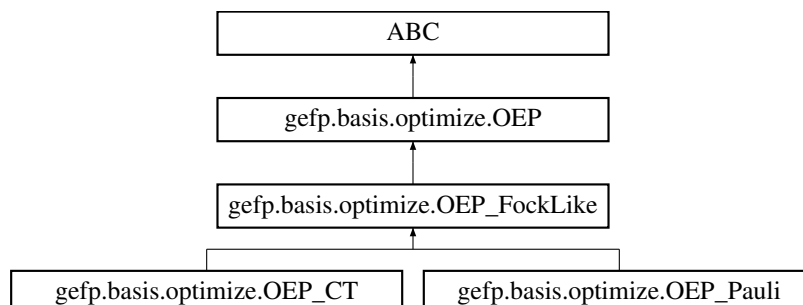 ABC
gefp.basis.optimize.OEP
gefp.basis.optimize.OEP_FockLike
gefp.basis.optimize.OEP_CT
gefp.basis.optimize.OEP_Pauli